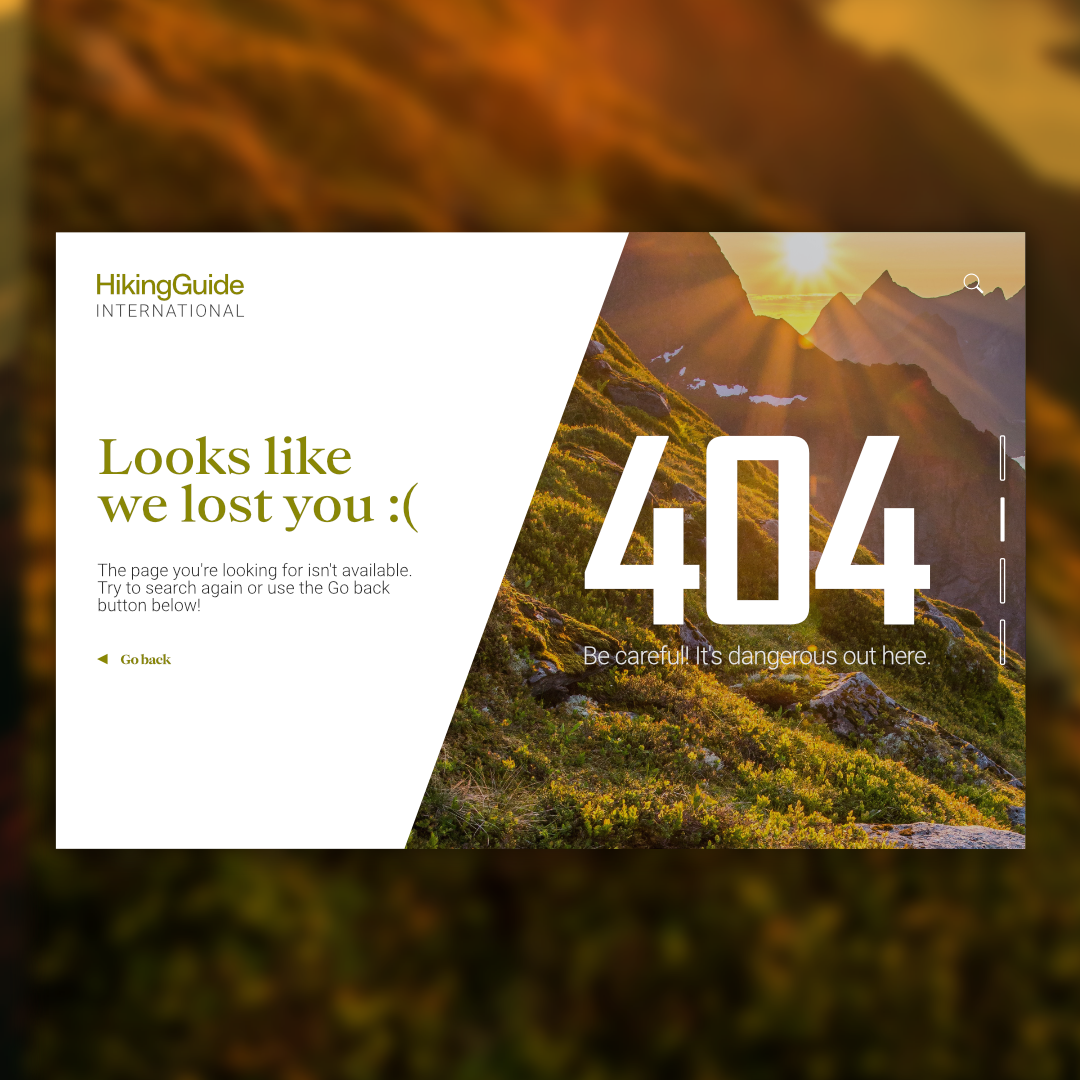 HikingGuide
INTERNATIONAL
Looks like
we lost you :(
The page you're looking for isn't available.
Try to search again or use the Go back
button below!
◀ Go back
404
Be careful! It's dangerous out here.